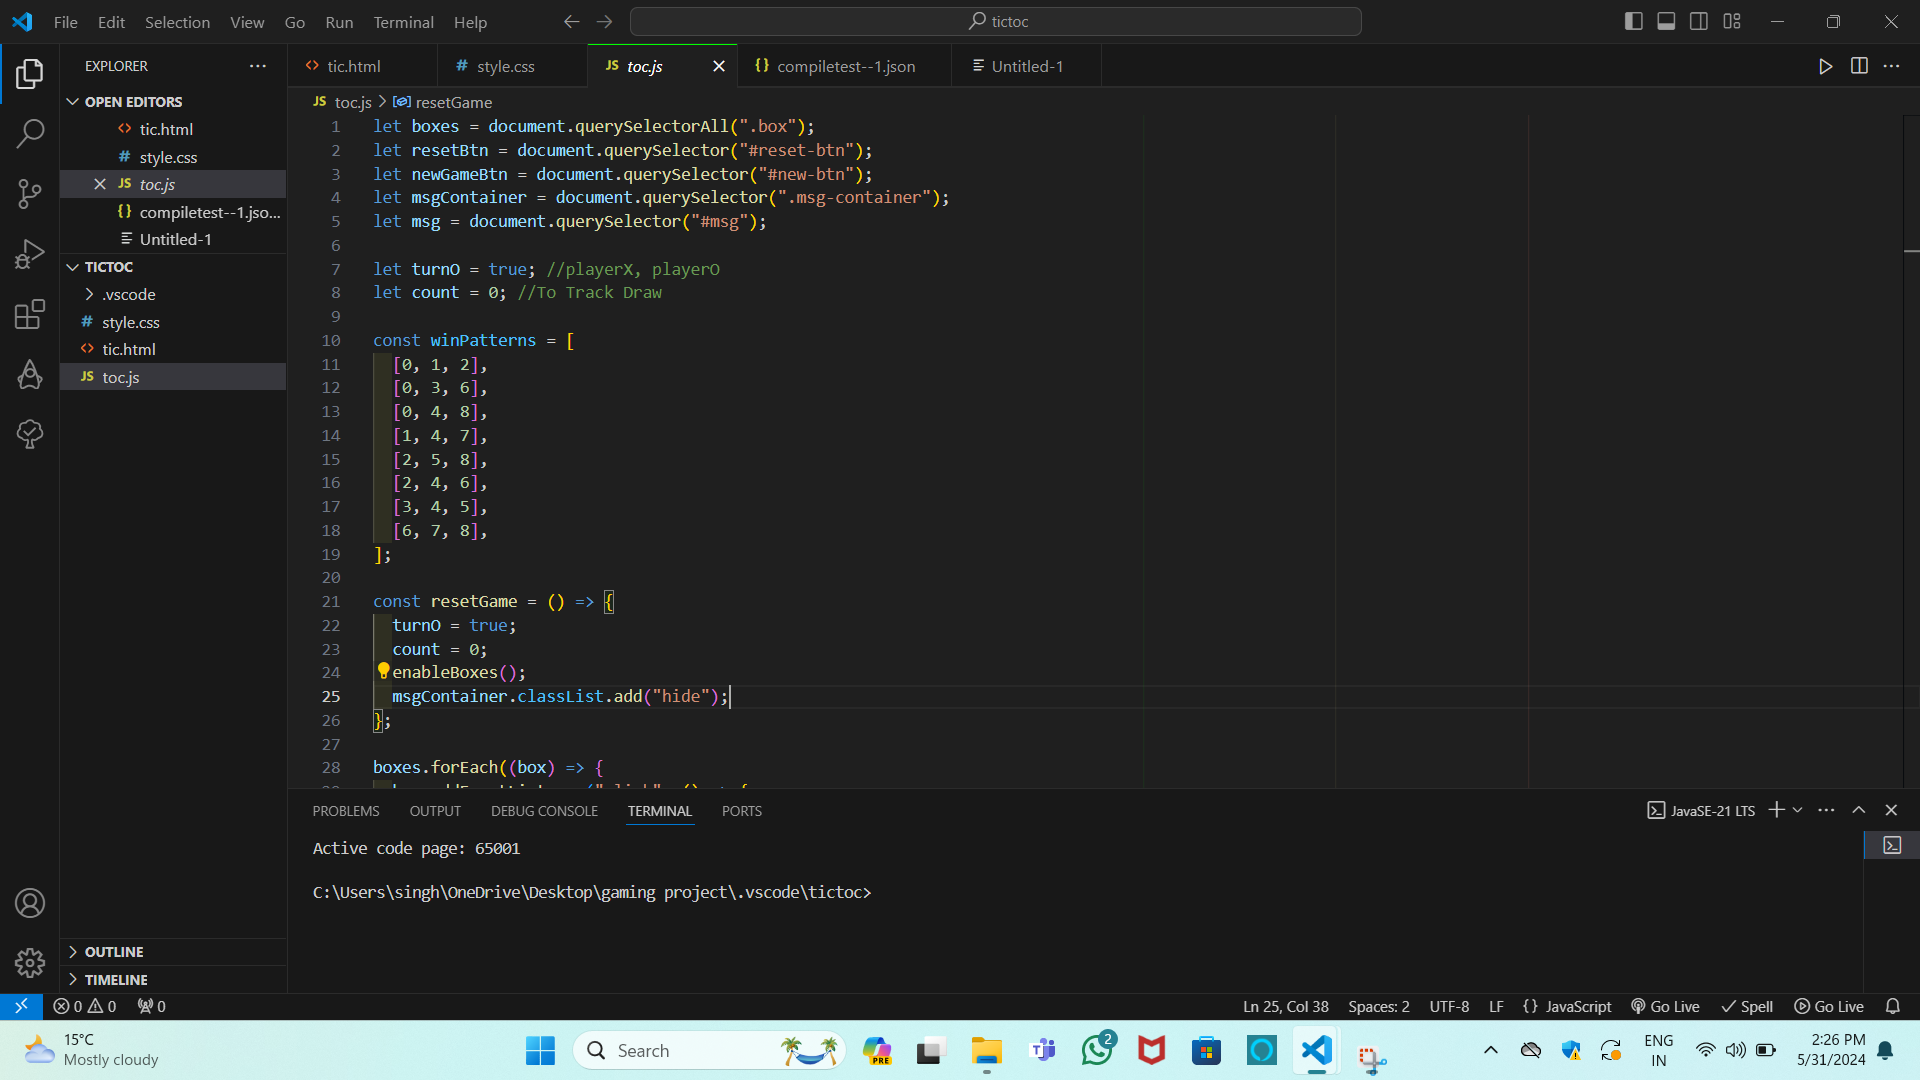 File Edit Selection View Go Run Terminal Help
tictoc
EXPLORER
OPEN EDITORS
tic.html
style.css
toc.js
compiletest--1.jso...
Untitled-1
TICTOC
.vscode
style.css
tic.html
toc.js
OUTLINE
TIMELINE
tic.html style.css toc.js compiletest--1.json Untitled-1
toc.js > resetGame
1 let boxes = document.querySelectorAll(".box");
2 let resetBtn = document.querySelector("#reset-btn");
3 let newGameBtn = document.querySelector("#new-btn");
4 let msgContainer = document.querySelector(".msg-container");
5 let msg = document.querySelector("#msg");
6
7 let turnO = true; //playerX, playerO
8 let count = 0; //To Track Draw
9
10 const winPatterns = [
11 [0, 1, 2],
12 [0, 3, 6],
13 [0, 4, 8],
14 [1, 4, 7],
15 [2, 5, 8],
16 [2, 4, 6],
17 [3, 4, 5],
18 [6, 7, 8],
19 ];
20
21 const resetGame = () => {
22 turnO = true;
23 count = 0;
24 enableBoxes();
25 msgContainer.classList.add("hide");
26 };
27
28 boxes.forEach((box) => {
PROBLEMS OUTPUT DEBUG CONSOLE TERMINAL PORTS
JavaSE-21 LTS
Active code page: 65001
C:\Users\singh\OneDrive\Desktop\gaming project\.vscode\tictoc>
0 0 0
Ln 25, Col 38 Spaces: 2 UTF-8 LF {} JavaScript Go Live Spell Go Live
15°C
Mostly cloudy
Search
PRE
2
ENG
IN
2:26 PM
5/31/2024